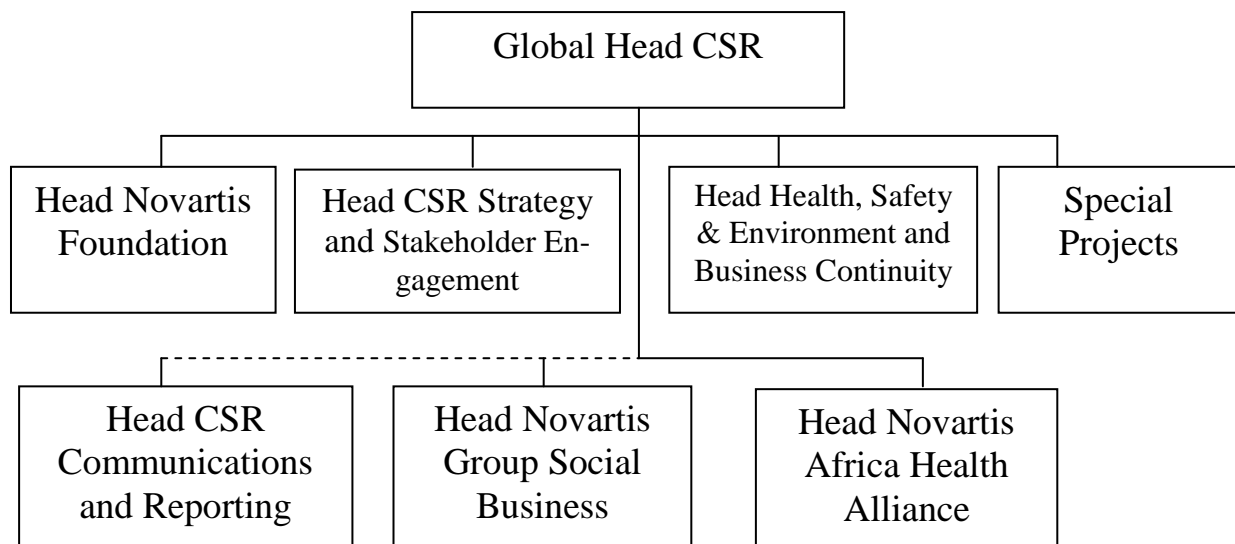 Global Head CSR
Head Novartis
Foundation
Head CSR Strategy
and Stakeholder En-
gagement
Head Health, Safety
& Environment and
Business Continuity
Special
Projects
Head CSR
Communications
and Reporting
Head Novartis
Group Social
Business
Head Novartis
Africa Health
Alliance